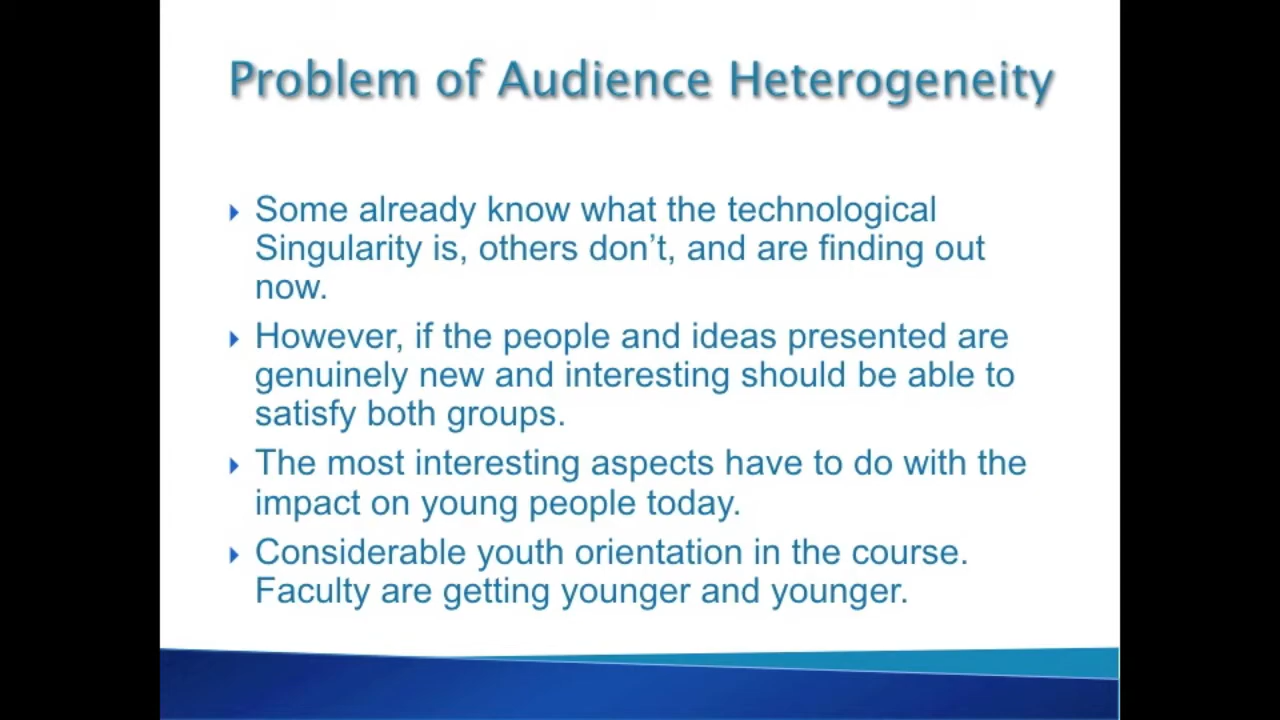 Problem of Audience Heterogeneity
Some already know what the technological
Singularity is, others don’t, and are finding out
now.
However, if the people and ideas presented are
genuinely new and interesting should be able to
satisfy both groups.
The most interesting aspects have to do with the
impact on young people today.
Considerable youth orientation in the course.
Faculty are getting younger and younger.